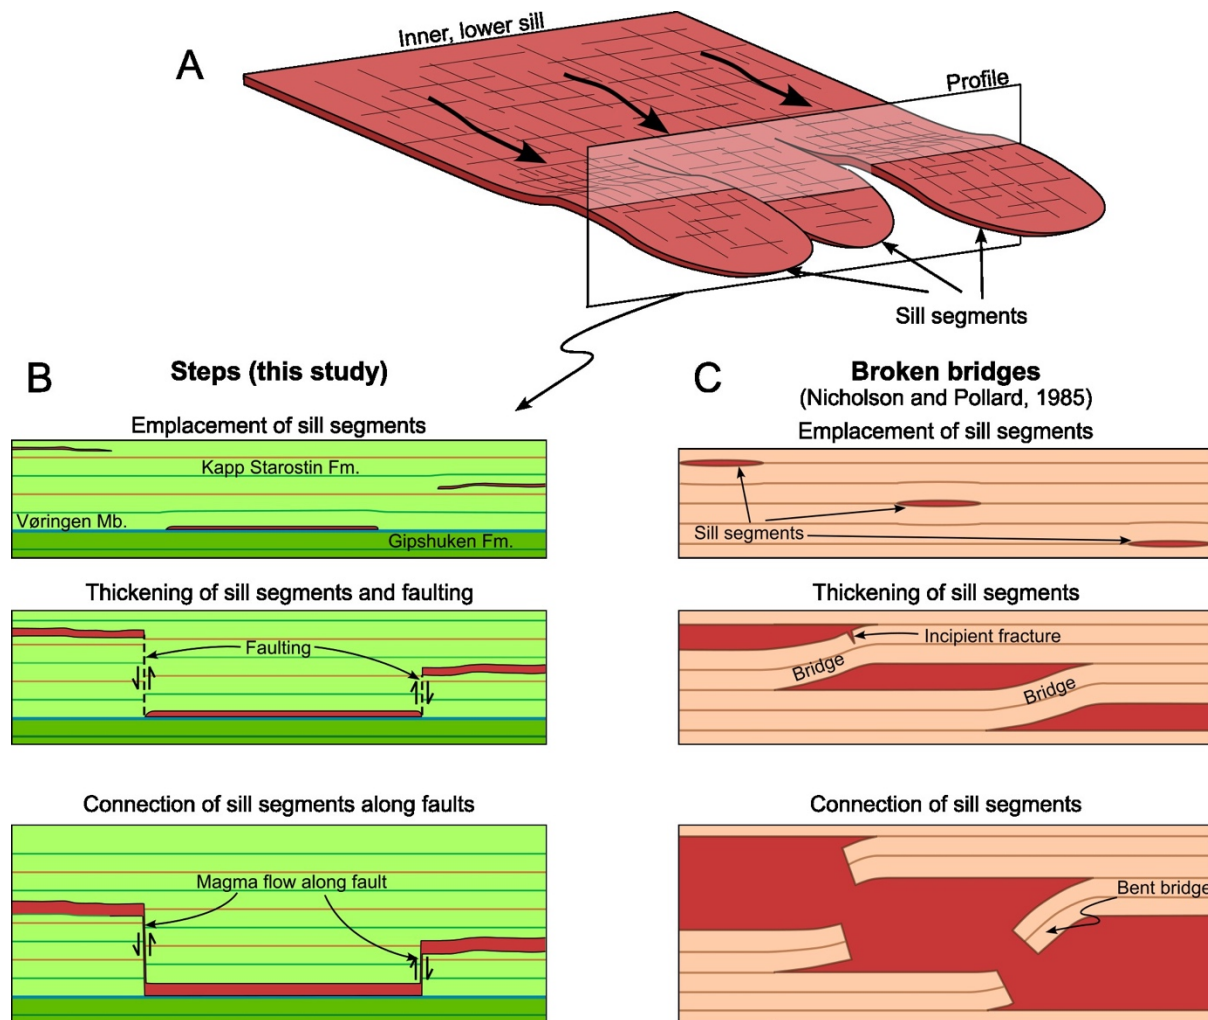 A
Inner, lower sill
Profile
Sill segments
B
Steps (this study)
Emplacement of sill segments
Kapp Starostin Fm.
Vøringen Mb.
Gipshuken Fm.
Thickening of sill segments and faulting
Faulting
Connection of sill segments along faults
Magma flow along fault
C
Broken bridges
(Nicholson and Pollard, 1985)
Emplacement of sill segments
Sill segments
Thickening of sill segments
Incipient fracture
Bridge
Bridge
Connection of sill segments
Bent bridge